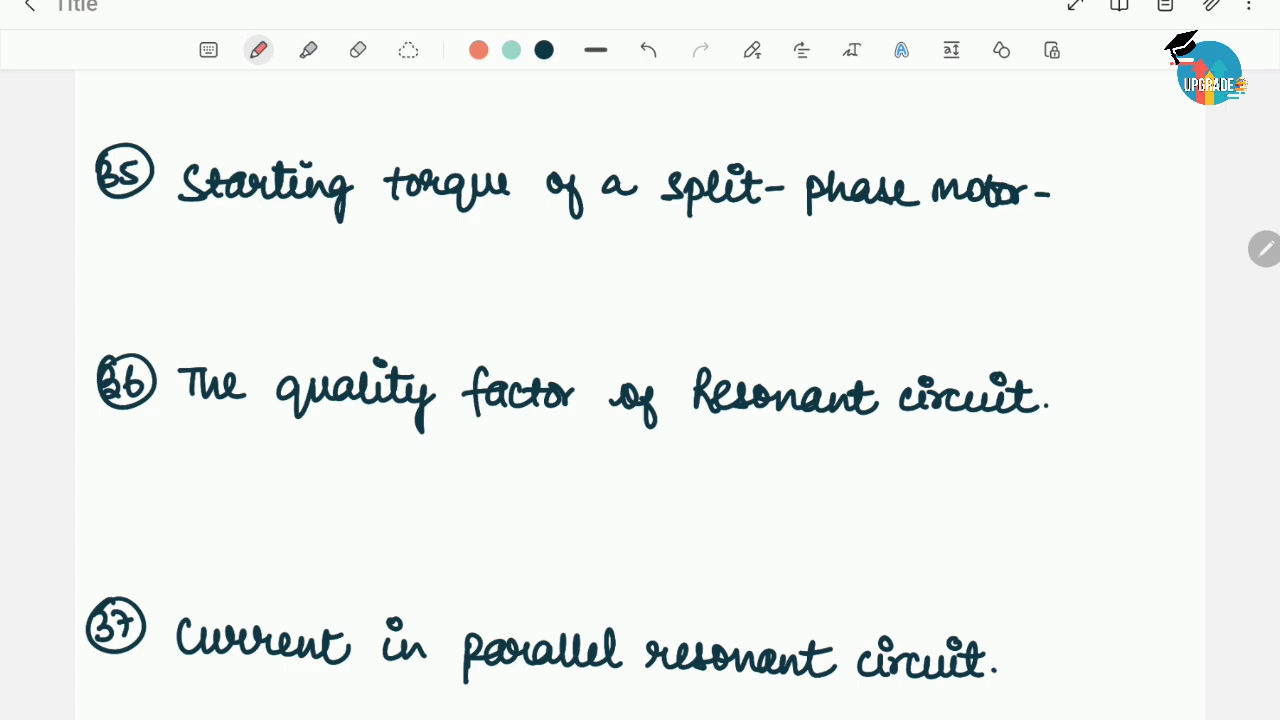 Title
UPGRADE
35 Starting torque of a split-phase motor-
36 The quality factor of Resonant circuit.
37 Current in parallel resonant circuit.